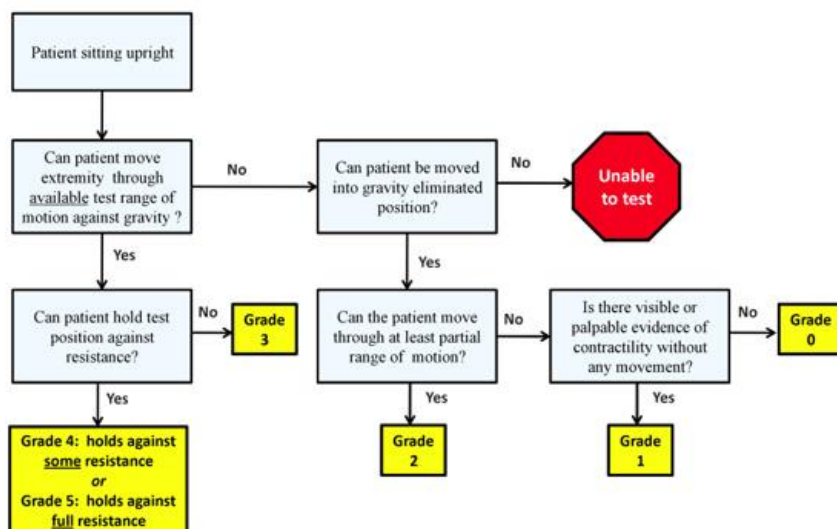 Patient sitting upright
Can patient move
extremity through
available test range of
motion against gravity ?
No
Can patient be moved
into gravity eliminated
position?
No
Unable
to test
Yes
Yes
Can patient hold test
position against
resistance?
No
Grade
3
Can the patient move
through at least partial
range of motion?
No
Is there visible or
palpable evidence of
contractility without
any movement?
No
Grade
0
Yes
Yes
Yes
Grade 4: holds against
some resistance
or
Grade 5: holds against
full resistance
Grade
2
Grade
1